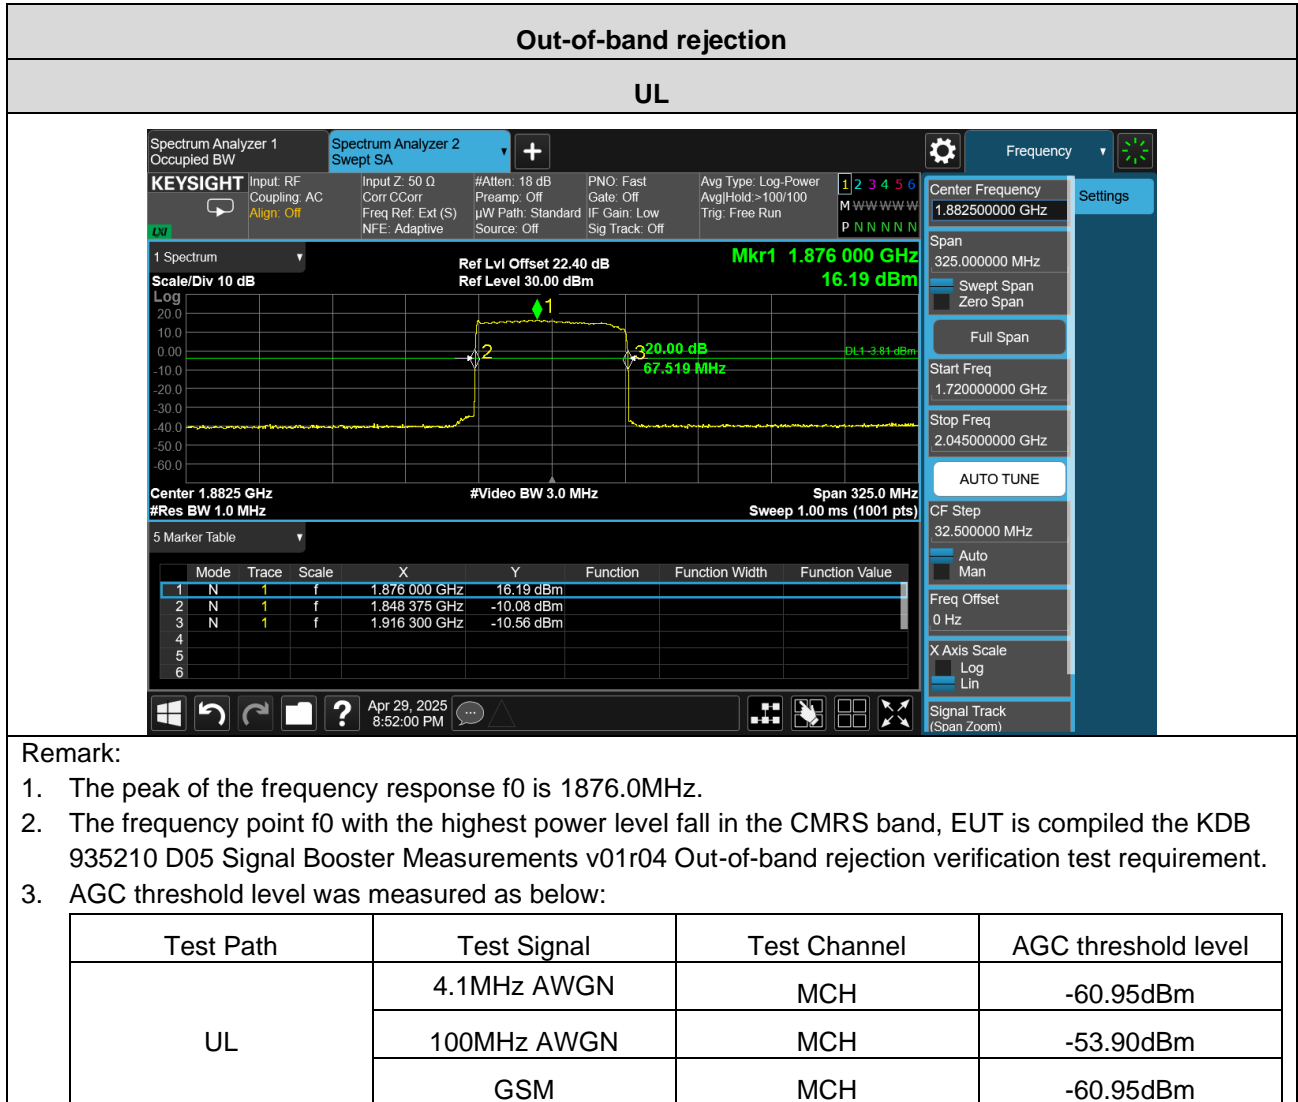 Out-of-band rejection
UL
Spectrum Analyzer 1
Occupied BW
Spectrum Analyzer 2
Swept SA
Frequency
KEYSIGHT
Input: RF
Coupling: AC
Align: Off
Input Z: 50 Ω
Corr CCorr
Freq Ref: Ext (S)
NFE: Adaptive
#Atten: 18 dB
Preamp: Off
µW Path: Standard
Source: Off
PNO: Fast
Gate: Off
IF Gain: Low
Sig Track: Off
Avg Type: Log-Power
Avg|Hold:>100/100
Trig: Free Run
1 2 3 4 5 6
M W W W W W
P N N N N N
LXI
1 Spectrum
Scale/Div 10 dB
Ref Lvl Offset 22.40 dB
Ref Level 30.00 dBm
Mkr1 1.876 000 GHz
16.19 dBm
Log
20.0
10.0
0.00
-10.0
-20.0
-30.0
-40.0
-50.0
-60.0
1
2
3
-20.00 dB
67.519 MHz
DL1 -3.81 dBm
Center 1.8825 GHz
#Video BW 3.0 MHz
Span 325.0 MHz
#Res BW 1.0 MHz
Sweep 1.00 ms (1001 pts)
5 Marker Table
Mode Trace Scale X Y Function Function Width Function Value
1 N 1 f 1.876 000 GHz 16.19 dBm
2 N 1 f 1.848 375 GHz -10.08 dBm
3 N 1 f 1.916 300 GHz -10.56 dBm
4
5
6
?
Apr 29, 2025
8:52:00 PM
Center Frequency
1.882500000 GHz
Settings
Span
325.000000 MHz
Swept Span
Zero Span
Full Span
Start Freq
1.720000000 GHz
Stop Freq
2.045000000 GHz
AUTO TUNE
CF Step
32.500000 MHz
Auto
Man
Freq Offset
0 Hz
X Axis Scale
Log
Lin
Signal Track
(Span Zoom)
Remark:
1. The peak of the frequency response f0 is 1876.0MHz.
2. The frequency point f0 with the highest power level fall in the CMRS band, EUT is compiled the KDB
935210 D05 Signal Booster Measurements v01r04 Out-of-band rejection verification test requirement.
3. AGC threshold level was measured as below:
Test Path Test Signal Test Channel AGC threshold level
UL
4.1MHz AWGN MCH -60.95dBm
100MHz AWGN MCH -53.90dBm
GSM MCH -60.95dBm